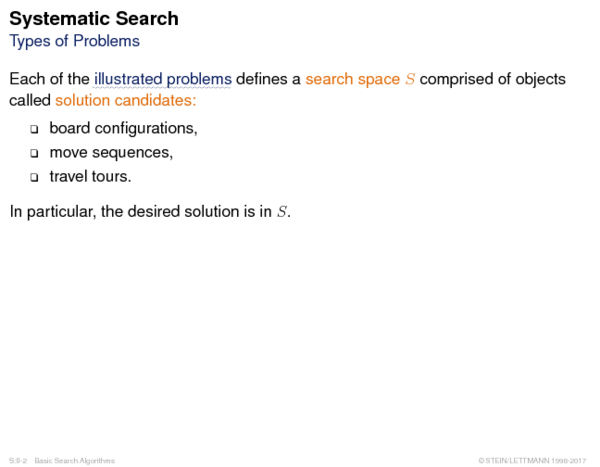 Systematic Search
Types of Problems
Each of the illustrated problems defines a search space S comprised of objects
called solution candidates:
❑ board configurations,
❑ move sequences,
❑ travel tours.
In particular, the desired solution is in S.
S:II-2 Basic Search Algorithms
© STEIN/LETTMANN 1998-2017